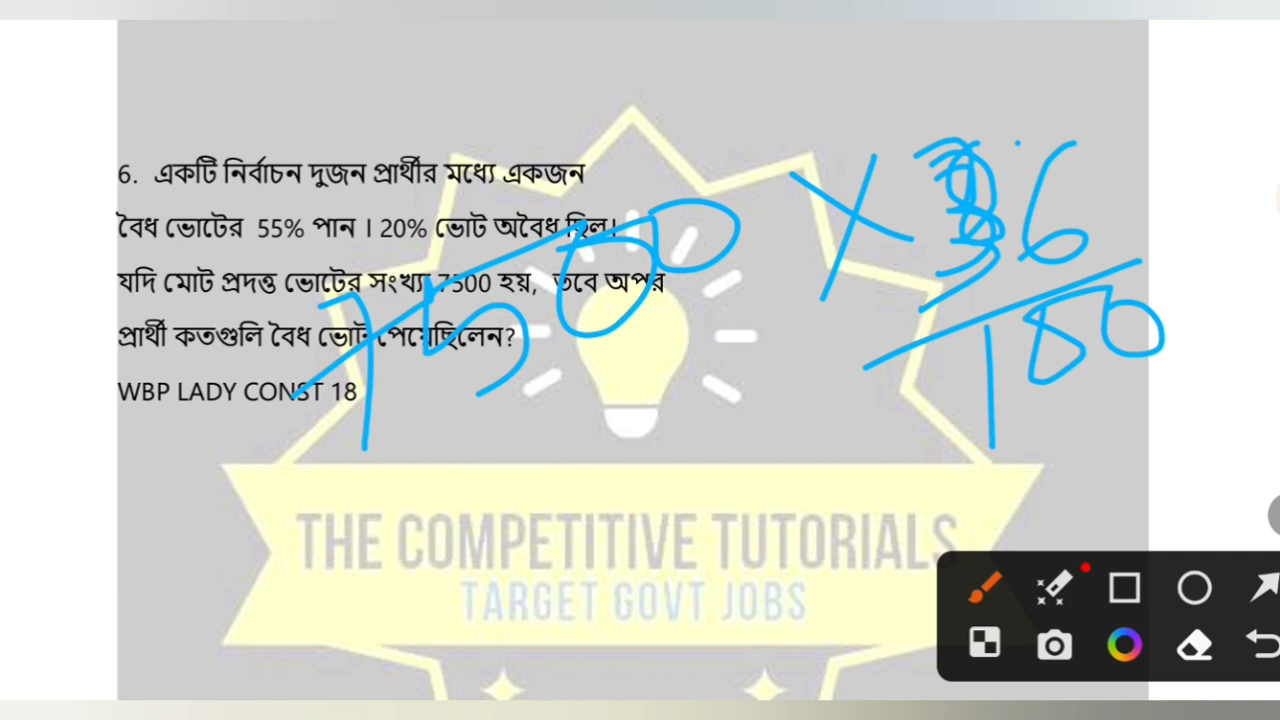 6. একটি নির্বাচন দুজন প্রার্থীর মধ্যে একজন
বৈধ ভোটের 55% পান । 20% ভোট অবৈধ ছিল।
যদি মোট প্রদত্ত ভোটের সংখ্যা 7500 হয়, তবে অপর
প্রার্থী কতগুলি বৈধ ভোট পেয়েছিলেন?
WBP LADY CONST 18
7500 × 36
180
THE COMPETITIVE TUTORIALS
TARGET GOVT JOBS